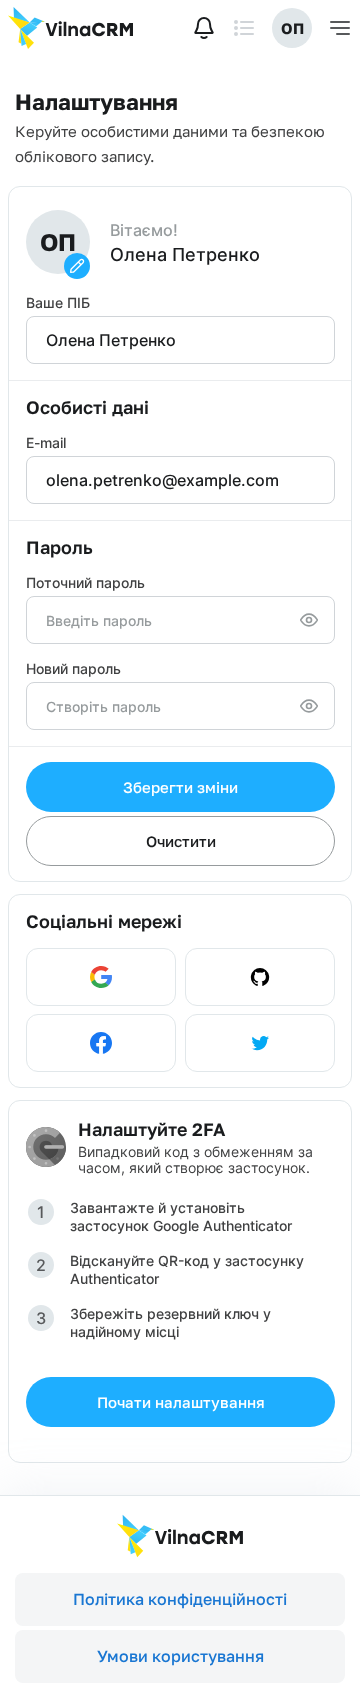 VilnaCRM
ОП
Налаштування
Керуйте особистими даними та безпекою
облікового запису.
ОП
Вітаємо!
Олена Петренко
Ваше ПІБ
Олена Петренко
Особисті дані
E-mail
olena.petrenko@example.com
Пароль
Поточний пароль
Введіть пароль
Новий пароль
Створіть пароль
Зберегти зміни
Очистити
Соціальні мережі
Налаштуйте 2FA
Випадковий код з обмеженням за
часом, який створює застосунок.
1
Завантажте й установіть
застосунок Google Authenticator
2
Відскануйте QR-код у застосунку
Authenticator
3
Збережіть резервний ключ у
надійному місці
Почати налаштування
VilnaCRM
Політика конфіденційності
Умови користування